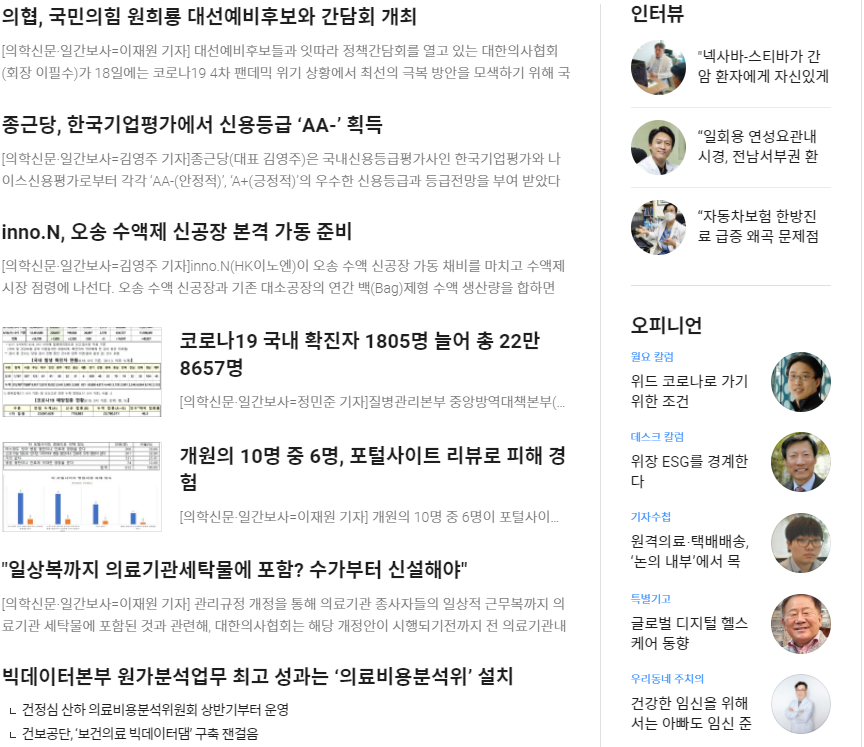 의협, 국민의힘 원희룡 대선예비후보와 간담회 개최
[의학신문·일간보사=이재원 기자] 대선예비후보들과 잇따라 정책간담회를 열고 있는 대한의사협회
(회장 이필수)가 18일에는 코로나19 4차 팬데믹 위기 상황에서 최선의 극복 방안을 모색하기 위해 국
종근당, 한국기업평가에서 신용등급 ‘AA-’ 획득
[의학신문·일간보사=김영주 기자]종근당(대표 김영주)은 국내신용등급평가사인 한국기업평가와 나
이스신용평가로부터 각각 ‘AA-(안정적)’, ‘A+(긍정적)’의 우수한 신용등급과 등급전망을 부여 받았다
inno.N, 오송 수액제 신공장 본격 가동 준비
[의학신문·일간보사=김영주 기자]inno.N(HK이노엔)이 오송 수액 신공장 가동 채비를 마치고 수액제
시장 점령에 나선다. 오송 수액 신공장과 기존 대소공장의 연간 백(Bag)제형 수액 생산량을 합하면
코로나19 국내 확진자 1805명 늘어 총 22만
8657명
[의학신문·일간보사=정민준 기자]질병관리본부 중앙방역대책본부(...
개원의 10명 중 6명, 포털사이트 리뷰로 피해 경
험
[의학신문·일간보사=이재원 기자] 개원의 10명 중 6명이 포털사이...
"일상복까지 의료기관세탁물에 포함? 수가부터 신설해야"
[의학신문·일간보사=이재원 기자] 관리규정 개정을 통해 의료기관 종사자들의 일상적 근무복까지 의
료기관 세탁물에 포함된 것과 관련해, 대한의사협회는 해당 개정안이 시행되기전까지 전 의료기관내
빅데이터본부 원가분석업무 최고 성과는 ‘의료비용분석위’ 설치
ㄴ 건정심 산하 의료비용분석위원회 상반기부터 운영
ㄴ 건보공단, ‘보건의료 빅데이터댐’ 구축 잰걸음
인터뷰
"넥사바-스티바가 간
암 환자에게 자신있게
“일회용 연성요관내
시경, 전남서부권 환
“자동차보험 한방진
료 급증 왜곡 문제점
오피니언
월요 칼럼
위드 코로나로 가기
위한 조건
데스크 칼럼
위장 ESG를 경계한
다
기자수첩
원격의료·택배배송,
‘논의 내부’에서 목
특별기고
글로벌 디지털 헬스
케어 동향
우리동네 주치의
건강한 임신을 위해
서는 아빠도 임신 준